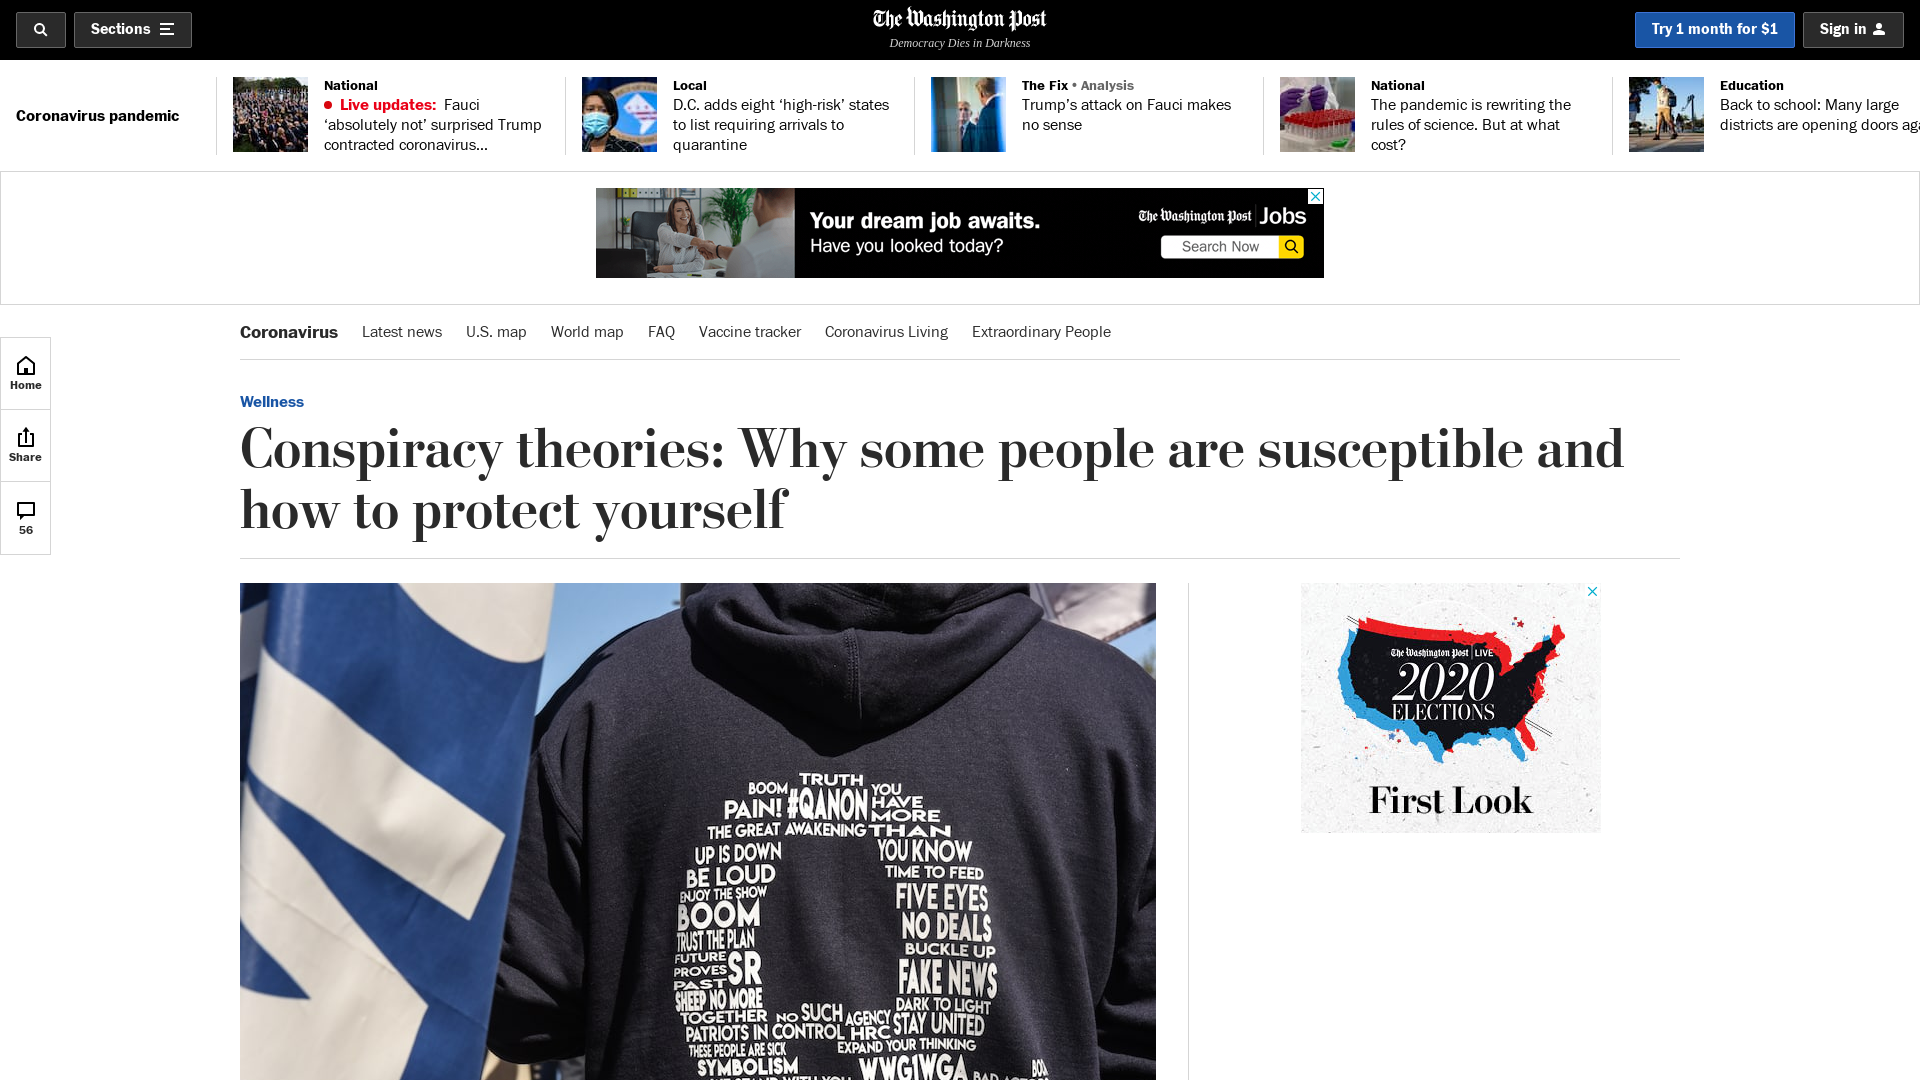 Sections
The Washington Post
Democracy Dies in Darkness
Try 1 month for $1
Sign in
Coronavirus pandemic
National
Live updates: Fauci
‘absolutely not’ surprised Trump
contracted coronavirus...
Local
D.C. adds eight ‘high-risk’ states
to list requiring arrivals to
quarantine
The Fix • Analysis
Trump’s attack on Fauci makes
no sense
National
The pandemic is rewriting the
rules of science. But at what
cost?
Education
Back to school: Many large
districts are opening doors aga
Your dream job awaits.
Have you looked today?
The Washington Post Jobs
Search Now
Coronavirus
Latest news
U.S. map
World map
FAQ
Vaccine tracker
Coronavirus Living
Extraordinary People
Home
Share
56
Wellness
Conspiracy theories: Why some people are susceptible and
how to protect yourself
TRUTH
BOOM #QANON YOU
PAIN! HAVE
MORE
THE GREAT AWAKENING THAN
UP IS DOWN YOU KNOW
BE LOUD TIME TO FEED
ENJOY THE SHOW FIVE EYES
BOOM NO DEALS
TRUST THE PLAN BUCKLE UP
FUTURE
PROVES SR FAKE NEWS
PAST
SHEEP NO MORE DARK TO LIGHT
TOGETHER NO SUCH AGENCY STAY UNITED
PATRIOTS IN CONTROL HRC
THESE PEOPLE ARE SICK EXPAND YOUR THINKING
SYMBOLISM WWG1WGA
The Washington Post LIVE
2020
ELECTIONS
First Look